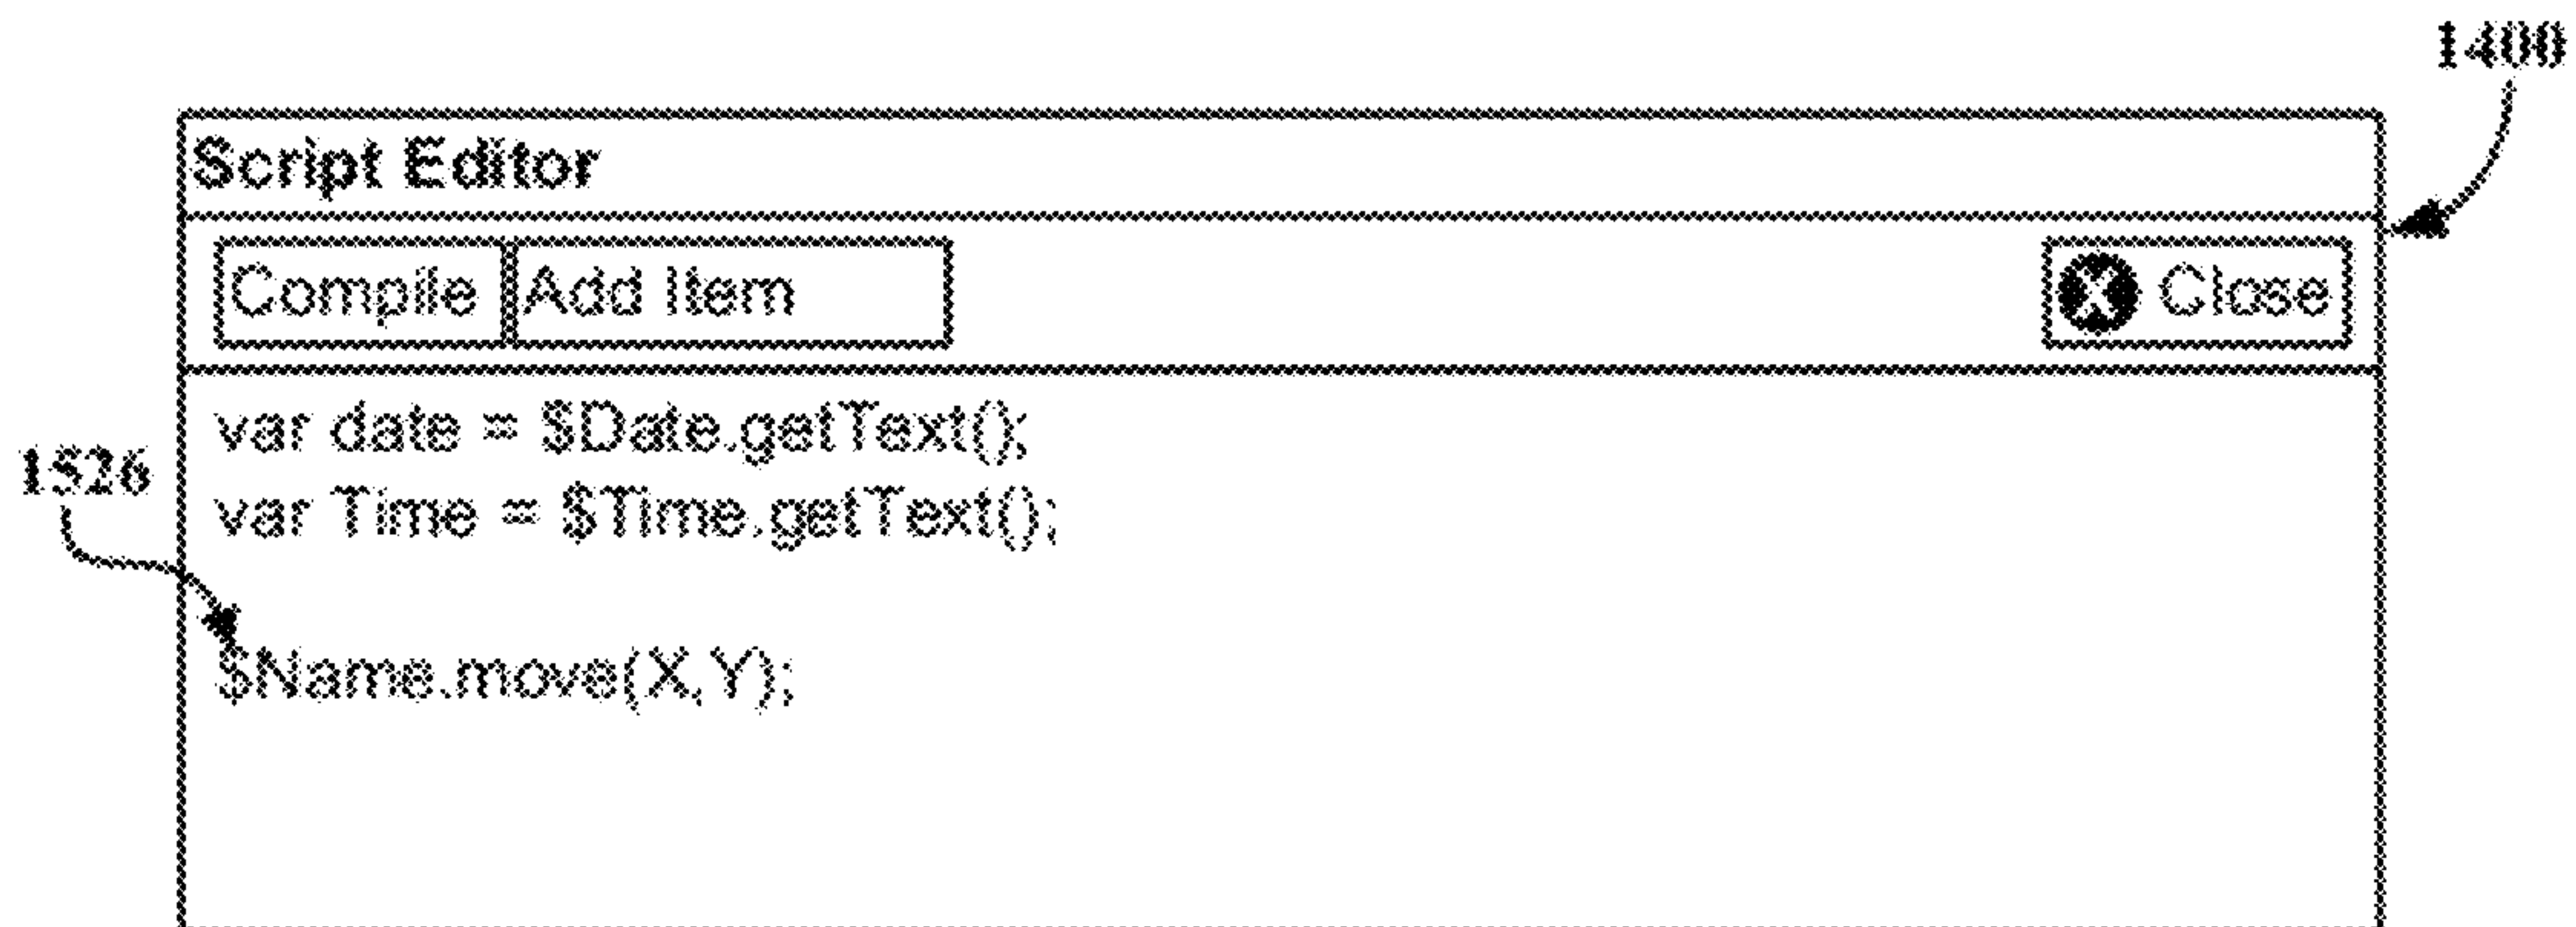 1400
Script Editor
Compile Add Item X Close
var date = $Date.getText();
1526
var Time = $Time.getText();
$Name.move(X,Y);